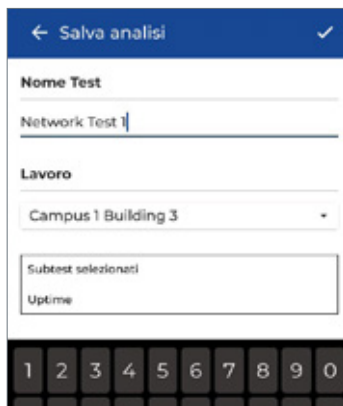 Salva analisi
Nome Test
Network Test 1
Lavoro
Campus 1 Building 3
Subtest selezionati
Uptime
1 2 3 4 5 6 7 8 9 0